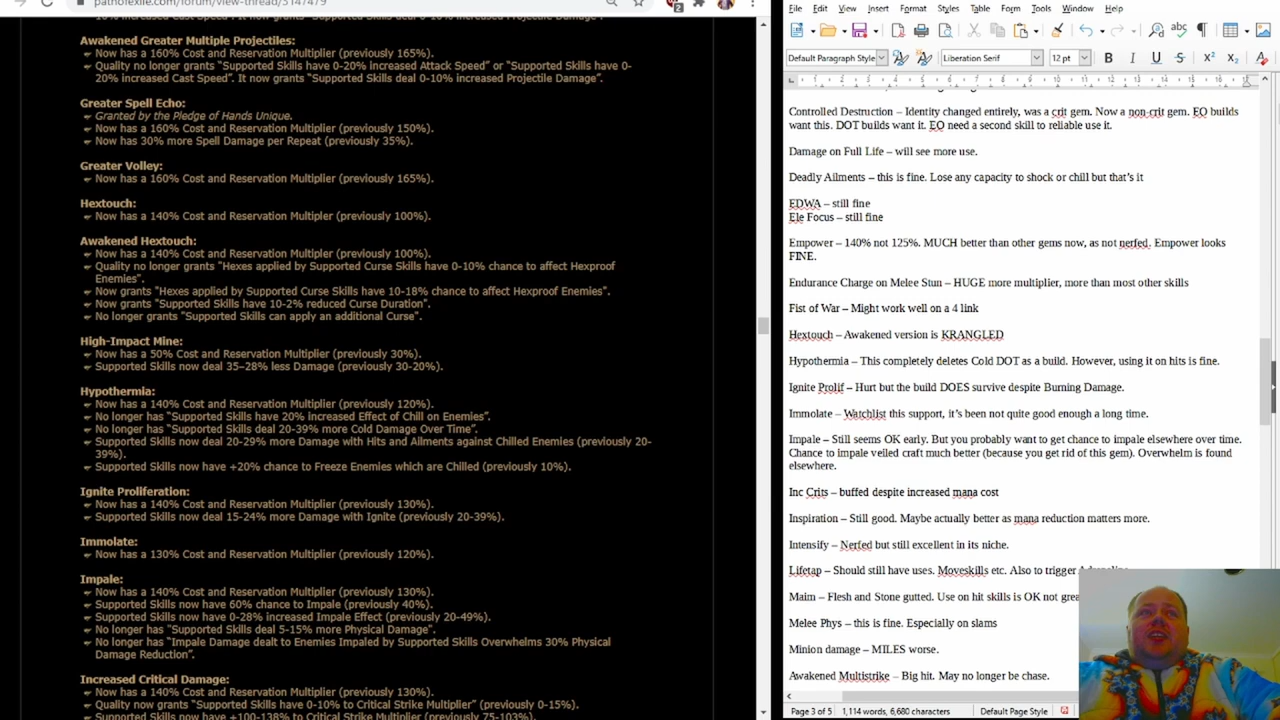 pathofexile.com/forum/view-thread/3147479
Awakened Greater Multiple Projectiles:
Now has a 160% Cost and Reservation Multiplier (previously 165%).
Quality no longer grants "Supported Skills have 0-20% increased Attack Speed" or "Supported Skills have 0-
20% increased Cast Speed". It now grants "Supported Skills deal 0-10% increased Projectile Damage".
Greater Spell Echo:
Granted by the Pledge of Hands Unique.
Now has a 160% Cost and Reservation Multiplier (previously 150%).
Now has 30% more Spell Damage per Repeat (previously 35%).
Greater Volley:
Now has a 160% Cost and Reservation Multiplier (previously 165%).
Hextouch:
Now has a 140% Cost and Reservation Multipler (previously 100%).
Awakened Hextouch:
Now has a 140% Cost and Reservation Multiplier (previously 100%).
Quality no longer grants "Hexes applied by Supported Curse Skills have 0-10% chance to affect Hexproof
Enemies".
Now grants "Hexes applied by Supported Curse Skills have 10-18% chance to affect Hexproof Enemies".
Now grants "Supported Skills have 10-2% reduced Curse Duration".
No longer grants "Supported Skills can apply an additional Curse".
High-Impact Mine:
Now has a 50% Cost and Reservation Multiplier (previously 30%).
Supported Skills now deal 35–28% less Damage (previously 30-20%).
Hypothermia:
Now has a 140% Cost and Reservation Multiplier (previously 120%).
No longer has "Supported Skills have 20% increased Effect of Chill on Enemies".
No longer has "Supported Skills deal 20-39% more Cold Damage Over Time".
Supported Skills now deal 20-29% more Damage with Hits and Ailments against Chilled Enemies (previously 20-
39%).
Supported Skills now have +20% chance to Freeze Enemies which are Chilled (previously 10%).
Ignite Proliferation:
Now has a 140% Cost and Reservation Multiplier (previously 130%).
Supported Skills now deal 15-24% more Damage with Ignite (previously 20-39%).
Immolate:
Now has a 130% Cost and Reservation Multiplier (previously 120%).
Impale:
Now has a 140% Cost and Reservation Multiplier (previously 130%).
Supported Skills now have 60% chance to Impale (previously 40%).
Supported Skills now have 0-28% increased Impale Effect (previously 20-49%).
No longer has "Supported Skills deal 5-15% more Physical Damage".
No longer has "Impale Damage dealt to Enemies Impaled by Supported Skills Overwhelms 30% Physical
Damage Reduction".
Increased Critical Damage:
Now has a 140% Cost and Reservation Multiplier (previously 130%).
Quality now grants "Supported Skills have 0-10% to Critical Strike Multiplier" (previously 0-15%).
Supported Skills now have +100-138% to Critical Strike Multiplier (previously 75-103%).
File Edit View Insert Format Styles Table Form Tools Window Help
Default Paragraph Style Liberation Serif 12 pt
Controlled Destruction – Identity changed entirely, was a crit gem. Now a non-crit gem. EO builds
want this. DOT builds want it. EO need a second skill to reliable use it.
Damage on Full Life – will see more use.
Deadly Ailments – this is fine. Lose any capacity to shock or chill but that's it
EDWA – still fine
Ele Focus – still fine
Empower – 140% not 125%. MUCH better than other gems now, as not nerfed. Empower looks
FINE.
Endurance Charge on Melee Stun – HUGE more multiplier, more than most other skills
Fist of War – Might work well on a 4 link
Hextouch – Awakened version is KRANGLED
Hypothermia – This completely deletes Cold DOT as a build. However, using it on hits is fine.
Ignite Prolif – Hurt but the build DOES survive despite Burning Damage.
Immolate – Watchlist this support, it's been not quite good enough a long time.
Impale – Still seems OK early. But you probably want to get chance to impale elsewhere over time.
Chance to impale veiled craft much better (because you get rid of this gem). Overwhelm is found
elsewhere.
Inc Crits – buffed despite increased mana cost
Inspiration – Still good. Maybe actually better as mana reduction matters more.
Intensify – Nerfed but still excellent in its niche.
Lifetap – Should still have uses. Moveskills etc. Also to trigger
Maim – Flesh and Stone gutted. Use on hit skills is OK not
Melee Phys – this is fine. Especially on slams
Minion damage – MILES worse.
Awakened Multistrike – Big hit. May no longer be chase.
Page 3 of 5 1,114 words, 6,680 characters Default Page Style